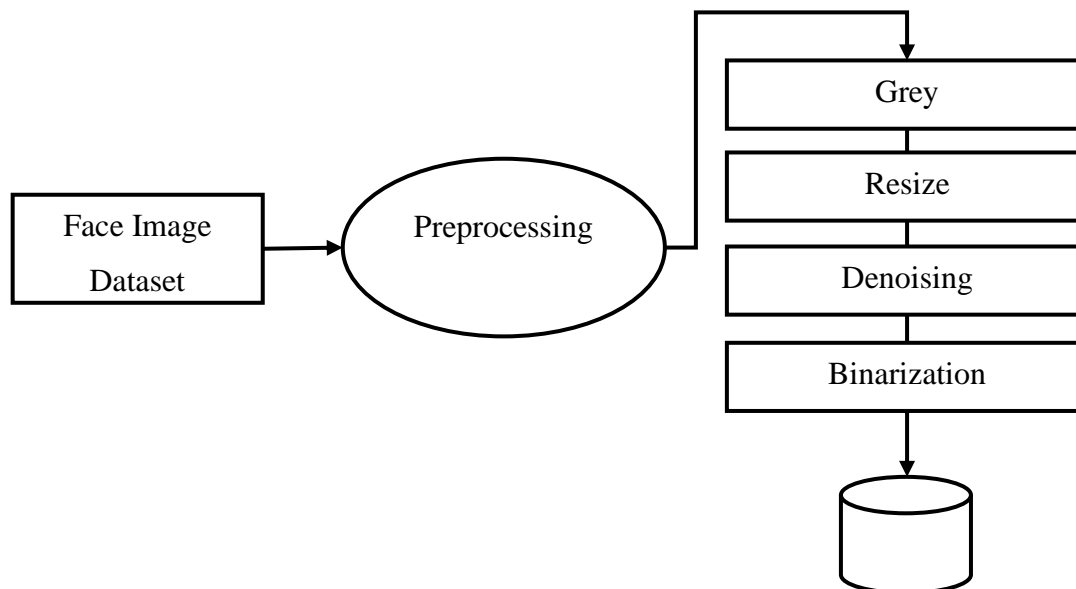 Face Image
Dataset
Preprocessing
Grey
Resize
Denoising
Binarization